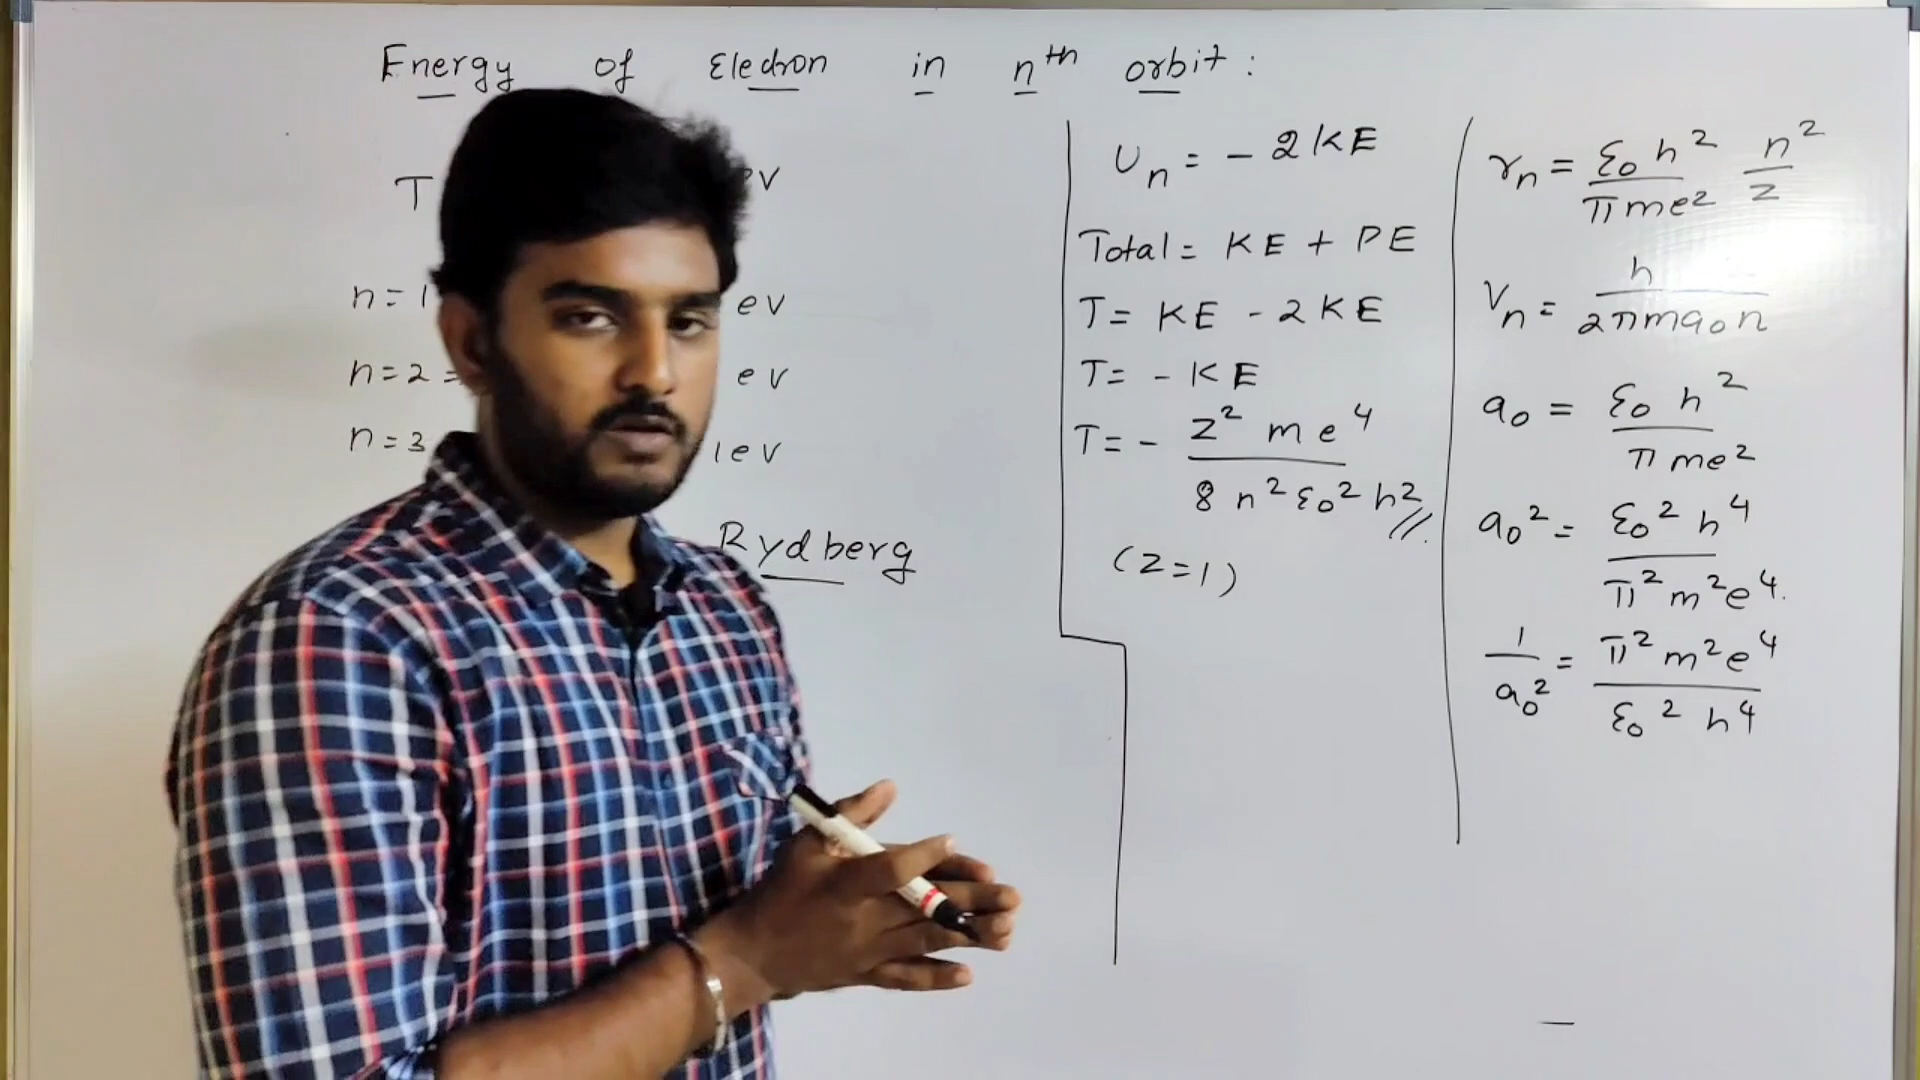 Energy of Electron in nth orbit :
T eV
n=1 ev
n=2 = ev
n=3 1ev
Rydberg
Un = - 2KE
Total = KE + PE
T= KE - 2KE
T= - KE
T= - Z² m e⁴ / 8 n² ε₀² h² //
(Z=1)
rn = ε₀ h² / πme² n² / Z
Vn = h / 2πma₀n
a₀ = ε₀ h² / π me²
a₀² = ε₀² h⁴ / π² m² e⁴.
1 / a₀² = π² m² e⁴ / ε₀² h⁴